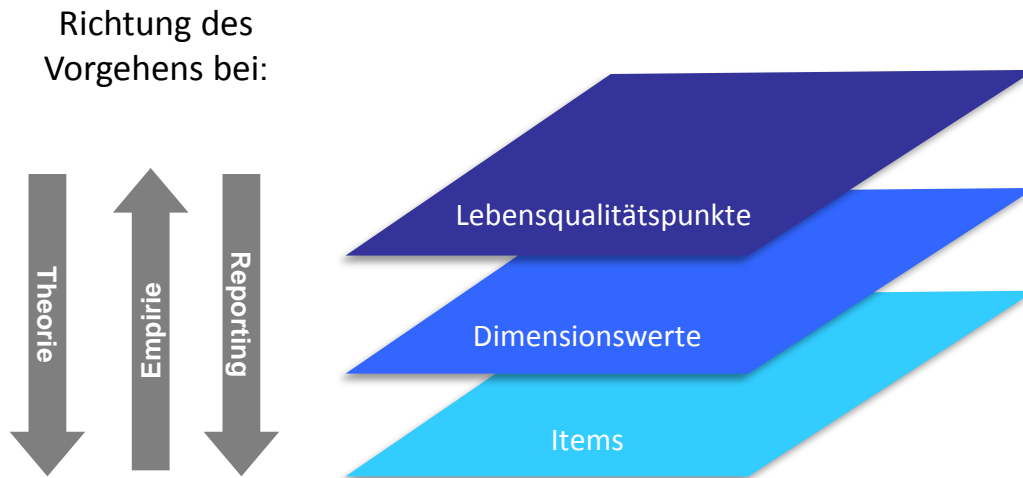 Richtung des
Vorgehens bei:
Theorie
Empirie
Reporting
Lebensqualitätspunkte
Dimensionswerte
Items